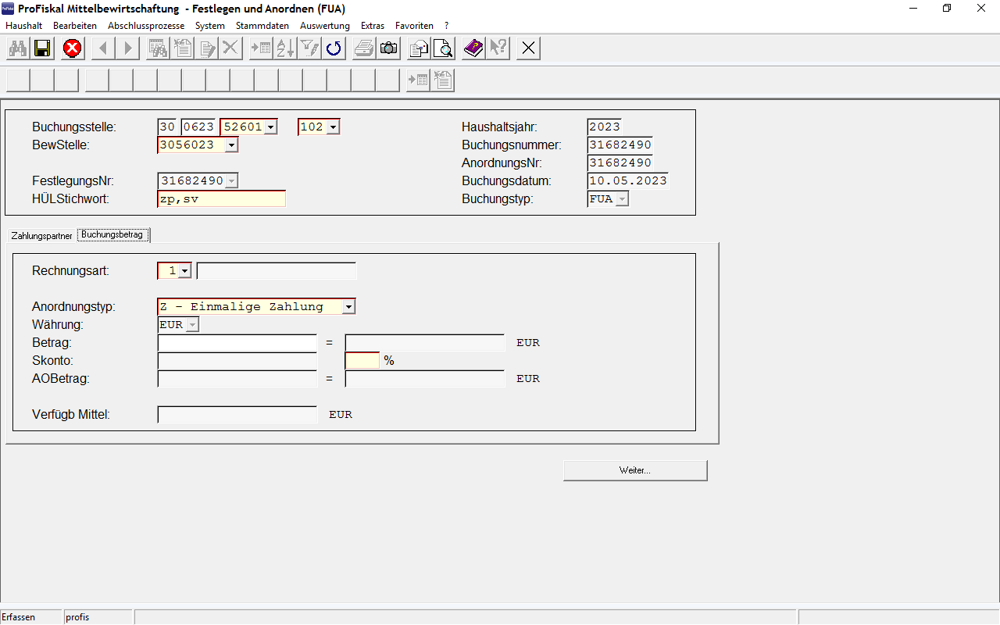 ProFiskal Mittelbewirtschaftung - Festlegen und Anordnen (FUA)
Haushalt Bearbeiten Abschlussprozesse System Stammdaten Auswertung Extras Favoriten ?
Buchungsstelle: 30 0623 52601 102 Haushaltsjahr: 2023
BewStelle: 3056023 Buchungsnummer: 31682490
AnordnungsNr: 31682490
FestlegungsNr: 31682490 Buchungsdatum: 10.05.2023
HÜLStichwort: zp,sv Buchungstyp: FUA
Zahlungspartner Buchungsbetrag
Rechnungsart: 1
Anordnungstyp: Z - Einmalige Zahlung
Währung: EUR
Betrag: = EUR
Skonto: %
AOBetrag: = EUR
Verfügb Mittel: EUR
Weiter...
Erfassen profis